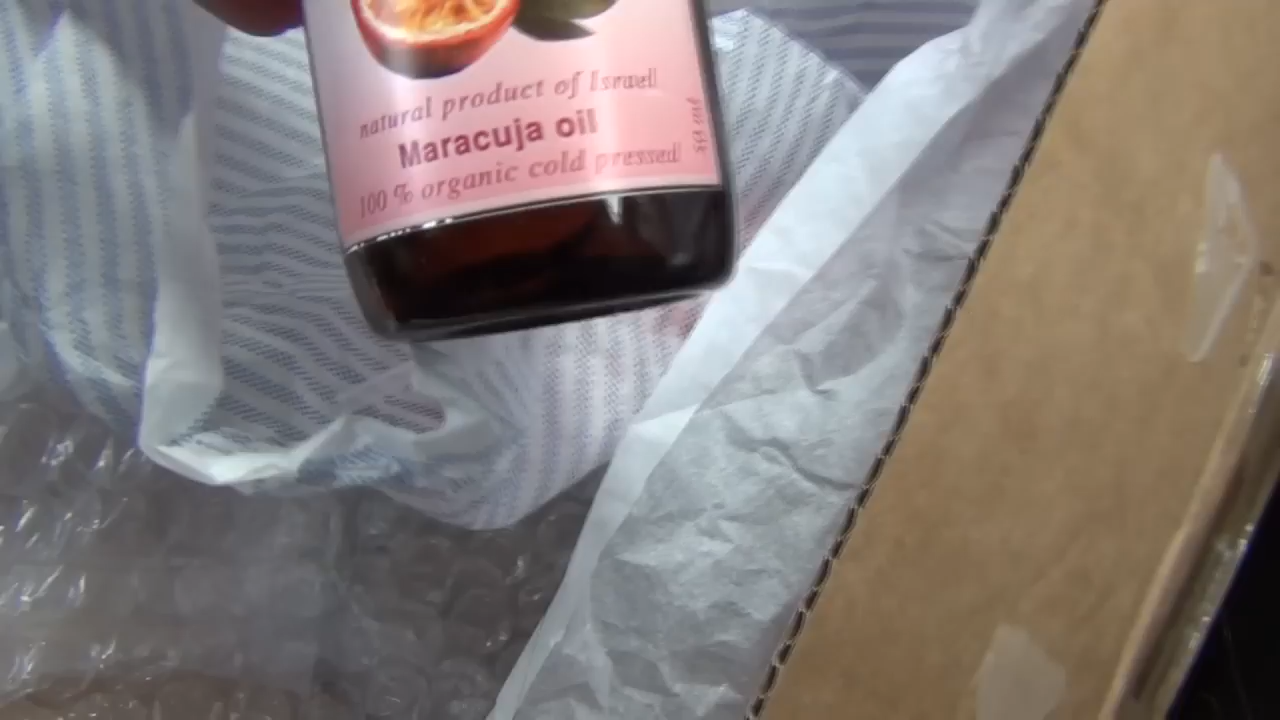 natural product of Israel
Maracuja oil
100 % organic cold pressed